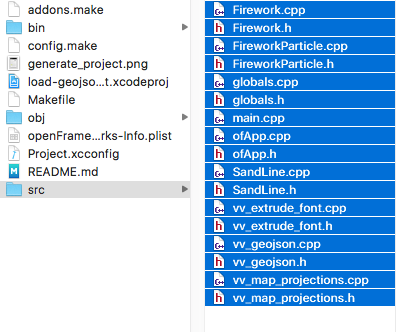 addons.make
bin
config.make
generate_project.png
load-geojso...t.xcodeproj
Makefile
obj
openFrame...rks-Info.plist
Project.xcconfig
README.md
src
Firework.cpp
Firework.h
FireworkParticle.cpp
FireworkParticle.h
globals.cpp
globals.h
main.cpp
ofApp.cpp
ofApp.h
SandLine.cpp
SandLine.h
vv_extrude_font.cpp
vv_extrude_font.h
vv_geojson.cpp
vv_geojson.h
vv_map_projections.cpp
vv_map_projections.h